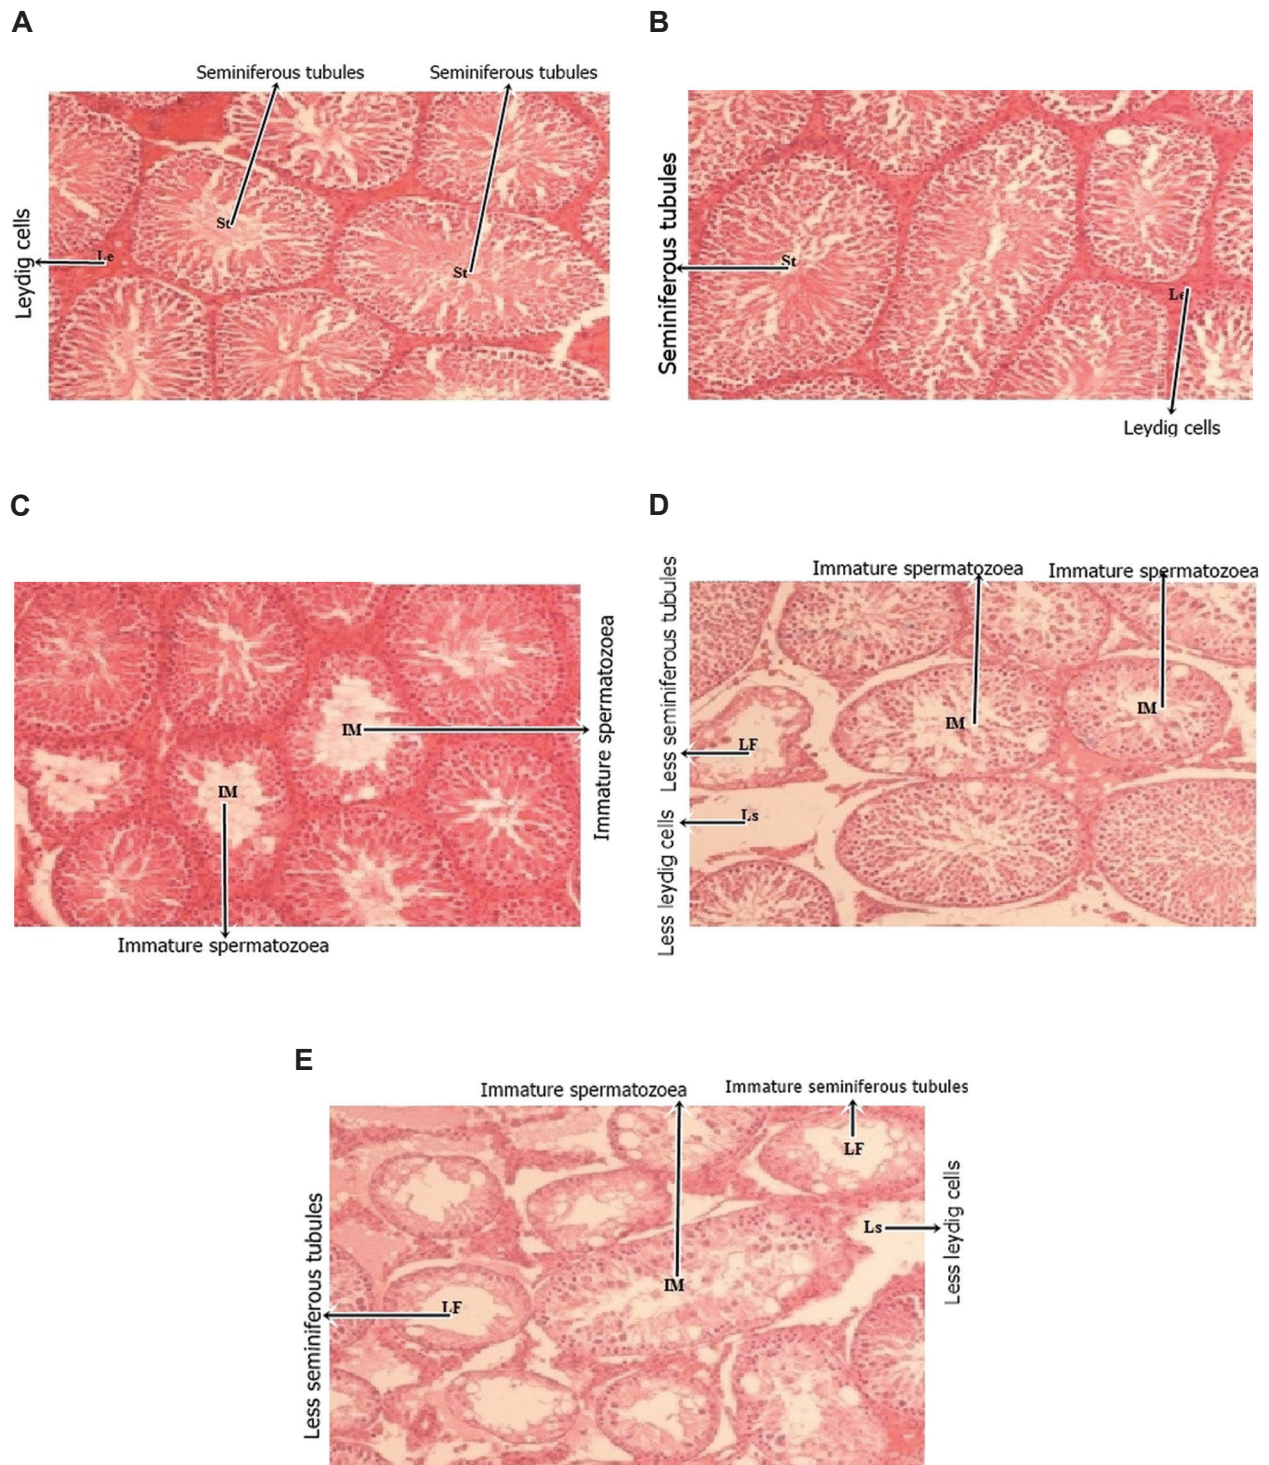 A
Seminiferous tubules
Seminiferous tubules
St
St
Le
Leydig cells
B
Seminiferous tubules
St
Le
Leydig cells
C
IM
IM
Immature spermatozoea
Immature spermatozoea
D
Immature spermatozoea
Immature spermatozoea
Less seminiferous tubules
IM
IM
LF
Ls
Less leydig cells
E
Immature spermatozoea
Immature seminiferous tubules
LF
Ls
Less leydig cells
IM
LF
Less seminiferous tubules